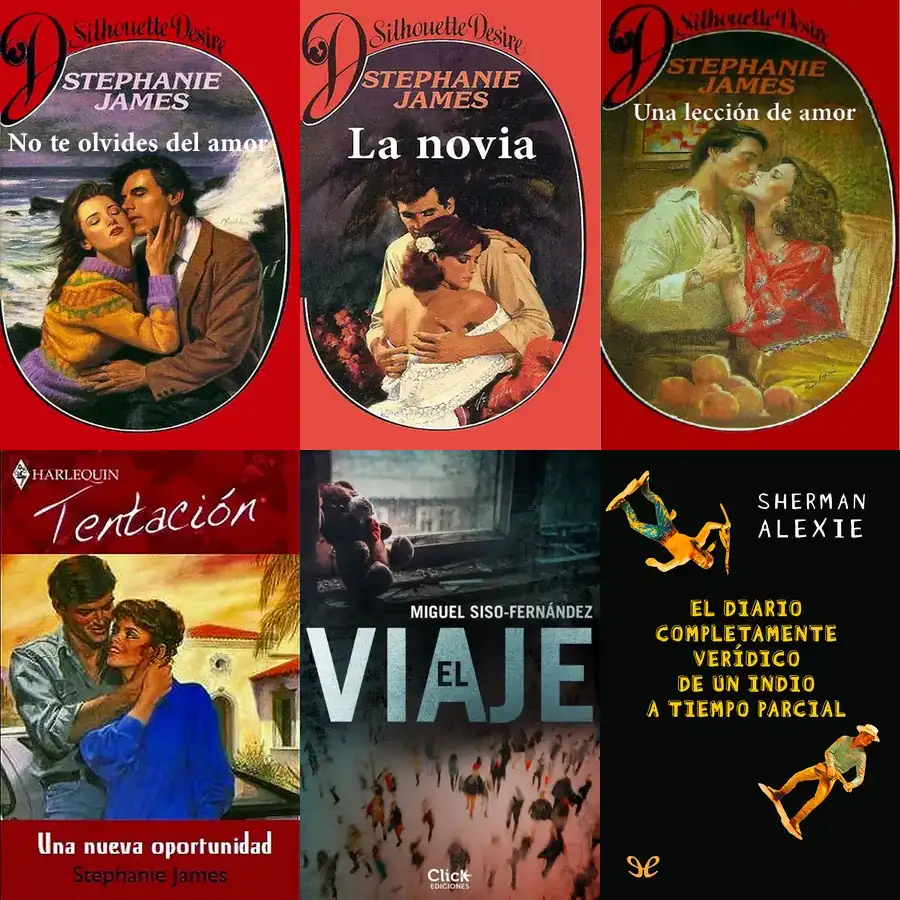 Silhouette Desire
STEPHANIE
JAMES
No te olvides del amor
Silhouette Desire
STEPHANIE
JAMES
La novia
Silhouette Desire
STEPHANIE
JAMES
Una lección de amor
HARLEQUIN
Tentación
Una nueva oportunidad
Stephanie James
MIGUEL SISO-FERNÁNDEZ
EL
VIAJE
Click
EDICIONES
SHERMAN
ALEXIE
EL DIARIO
COMPLETAMENTE
VERÍDICO
DE UN INDIO
A TIEMPO PARCIAL